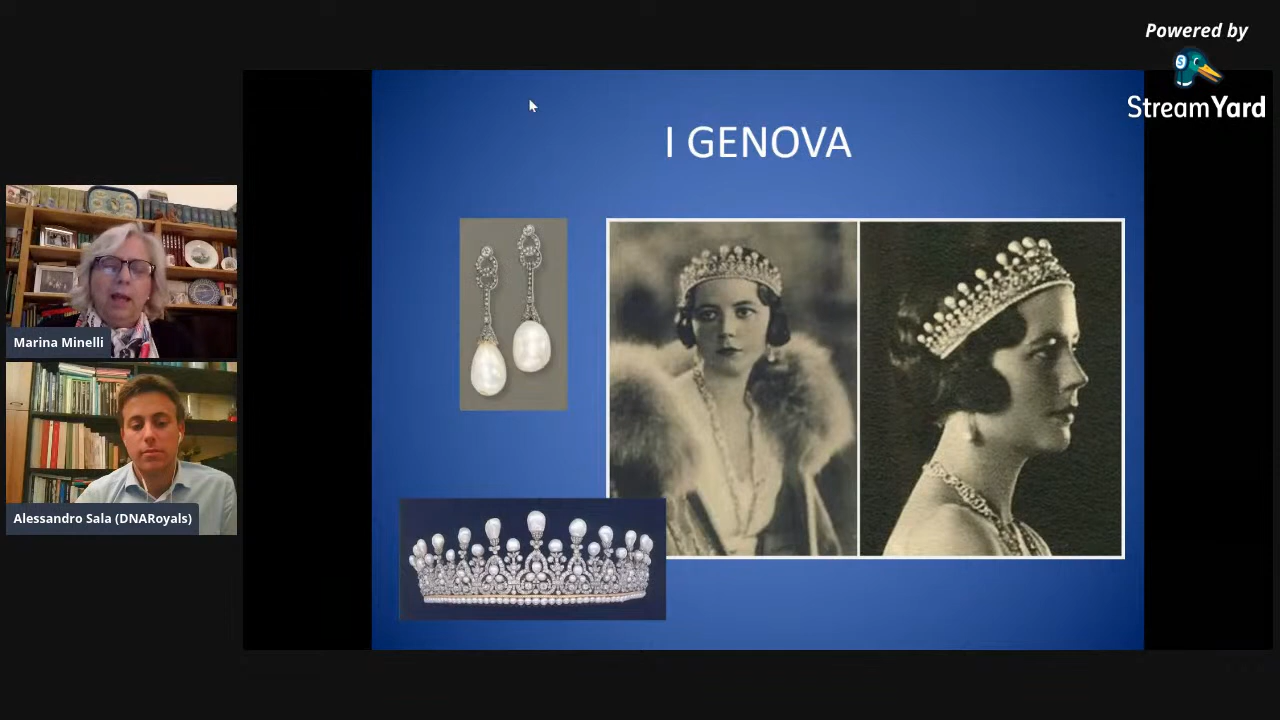 Powered by
StreamYard
I GENOVA
Marina Minelli
Alessandro Sala (DNARoyals)